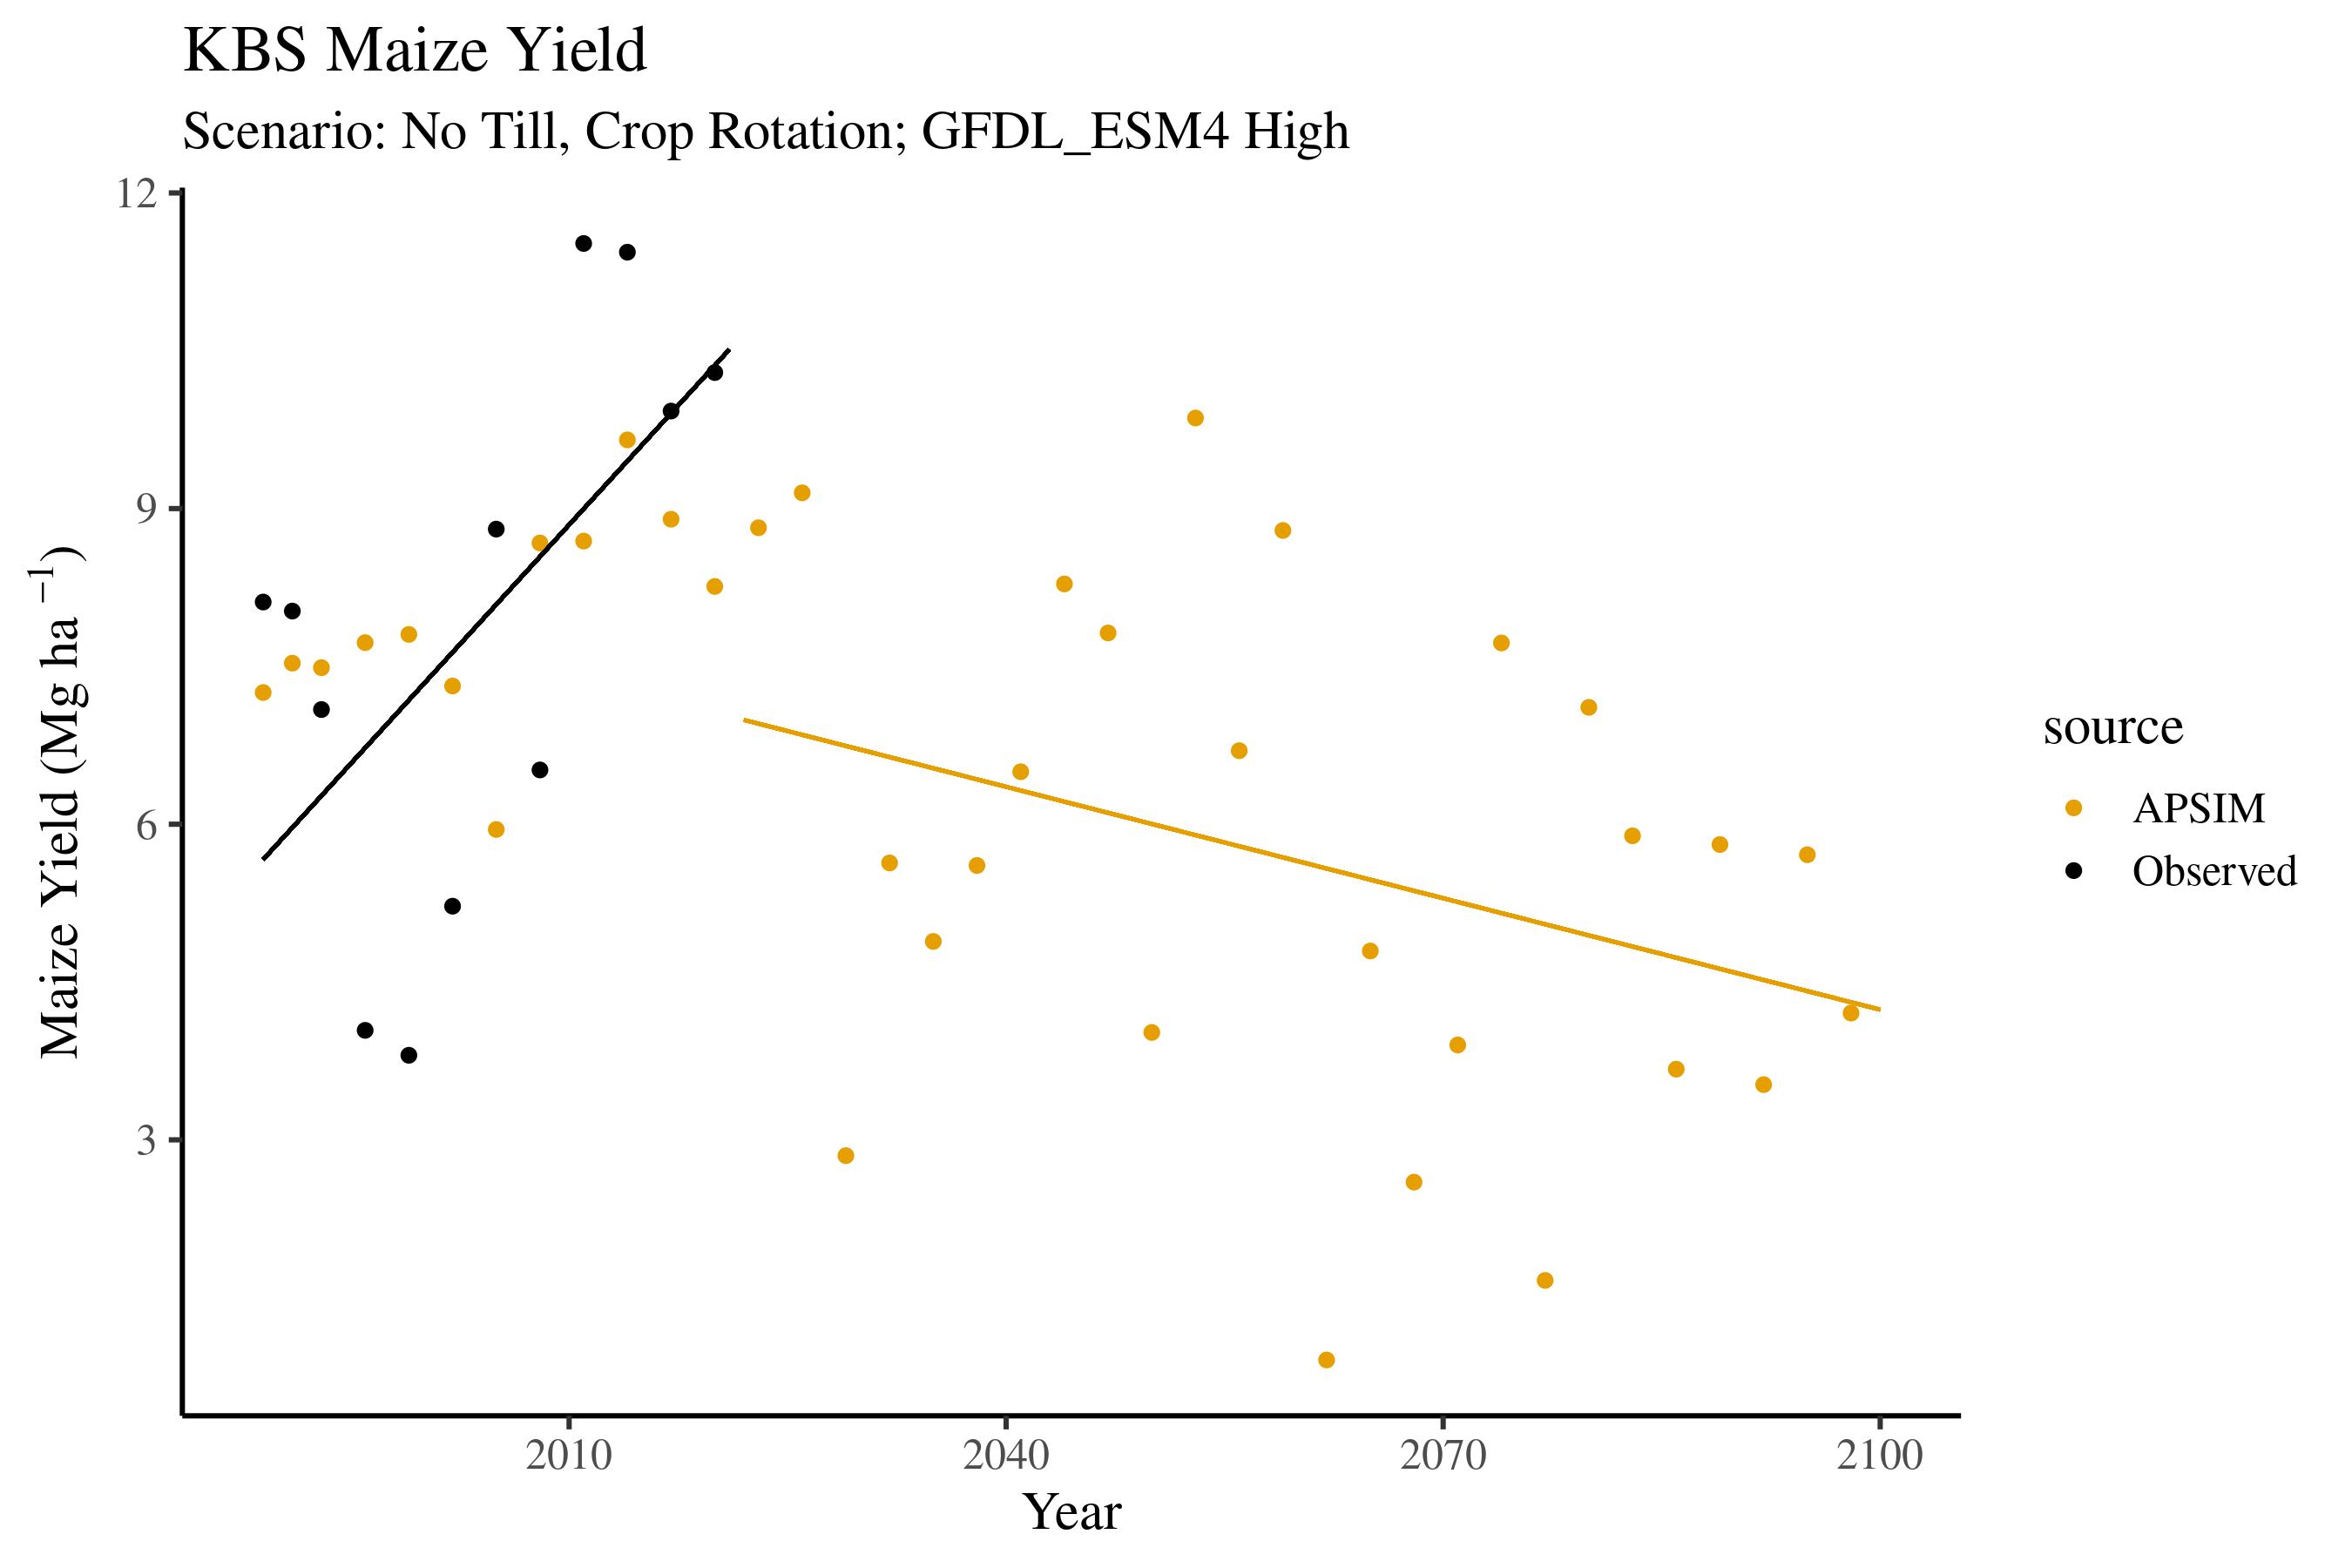 KBS Maize Yield
Scenario: No Till, Crop Rotation; GFDL_ESM4 High
Maize Yield (Mg ha −1)
12
9
6
3
2010
2040
2070
2100
Year
source
APSIM
Observed